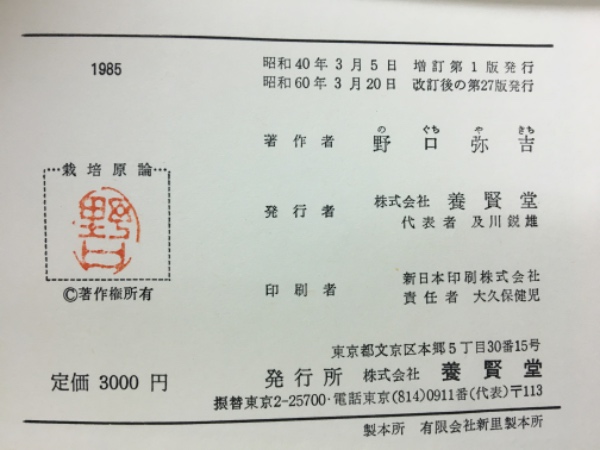 1985
昭和40年3月5日 増訂第1版発行
昭和60年3月20日 改訂後の第27版発行
のぐちやきち
著作者 野口弥吉
栽培原論
野口
©著作権所有
発行者 株式会社 養賢堂
代表者 及川鋭雄
印刷者 新日本印刷株式会社
責任者 大久保健児
定価 3000 円
東京都文京区本郷5丁目30番15号
発行所 株式会社 養賢堂
振替東京2-25700・電話東京(814)0911番(代表)〒113
製本所 有限会社新里製本所